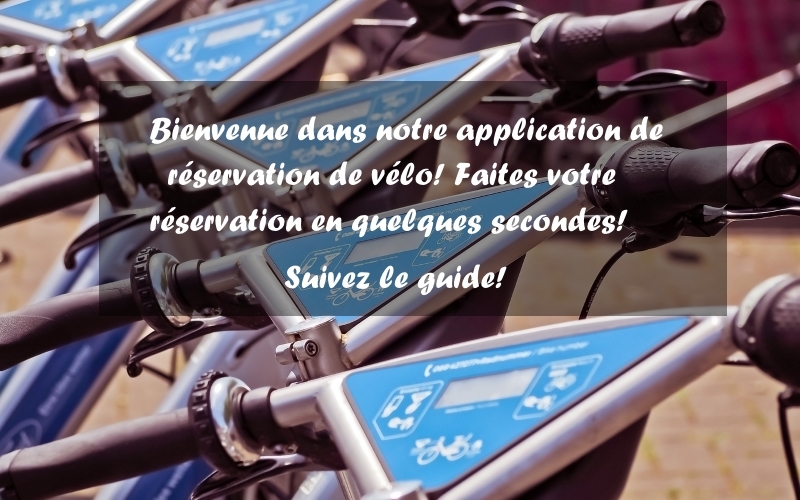 Bienvenue dans notre application de
réservation de vélo! Faites votre
réservation en quelques secondes!
Suivez le guide!